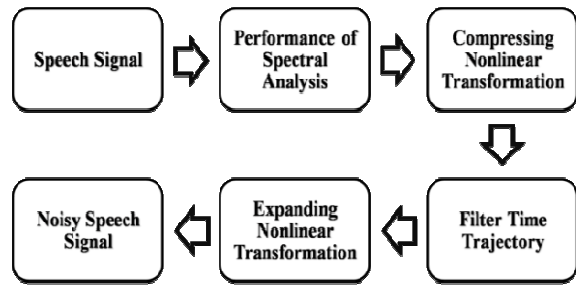 Speech Signal
Performance of
Spectral
Analysis
Compressing
Nonlinear
Transformation
Filter Time
Trajectory
Expanding
Nonlinear
Transformation
Noisy Speech
Signal